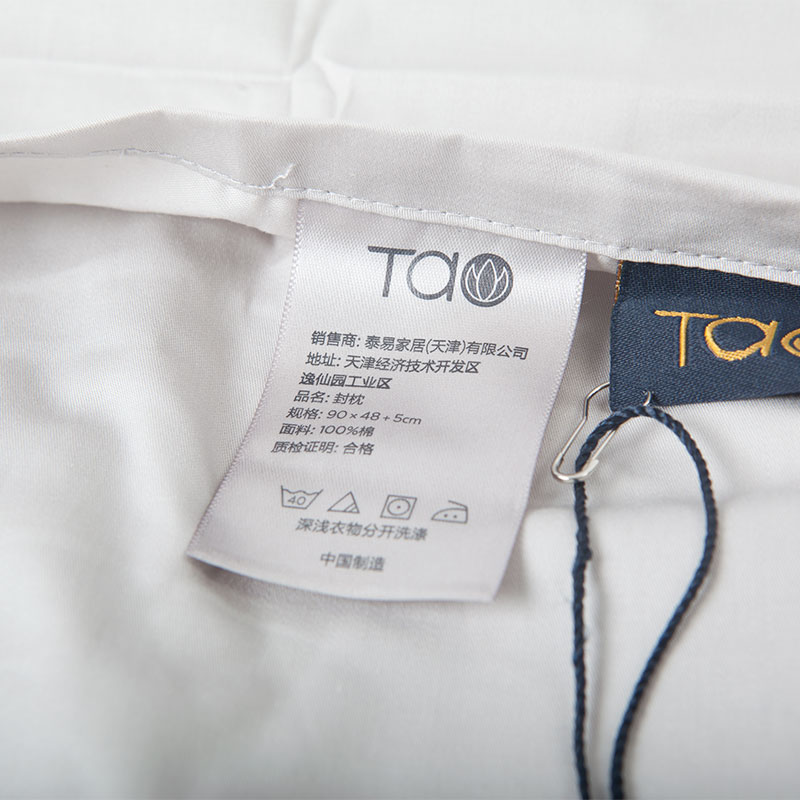 Tao
销售商: 泰易家居(天津)有限公司
地址: 天津经济技术开发区
逸仙园工业区
品名: 封枕
规格: 90×48+5cm
面料: 100%棉
质检证明: 合格
40
深浅衣物分开洗涤
中国制造
Tao